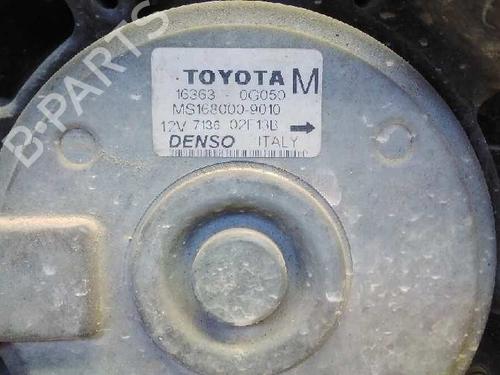 TOYOTA M
16363 - 0G050
MS168000-9010
12V 7136 02F13B →
DENSO ITALY
B-PARTS